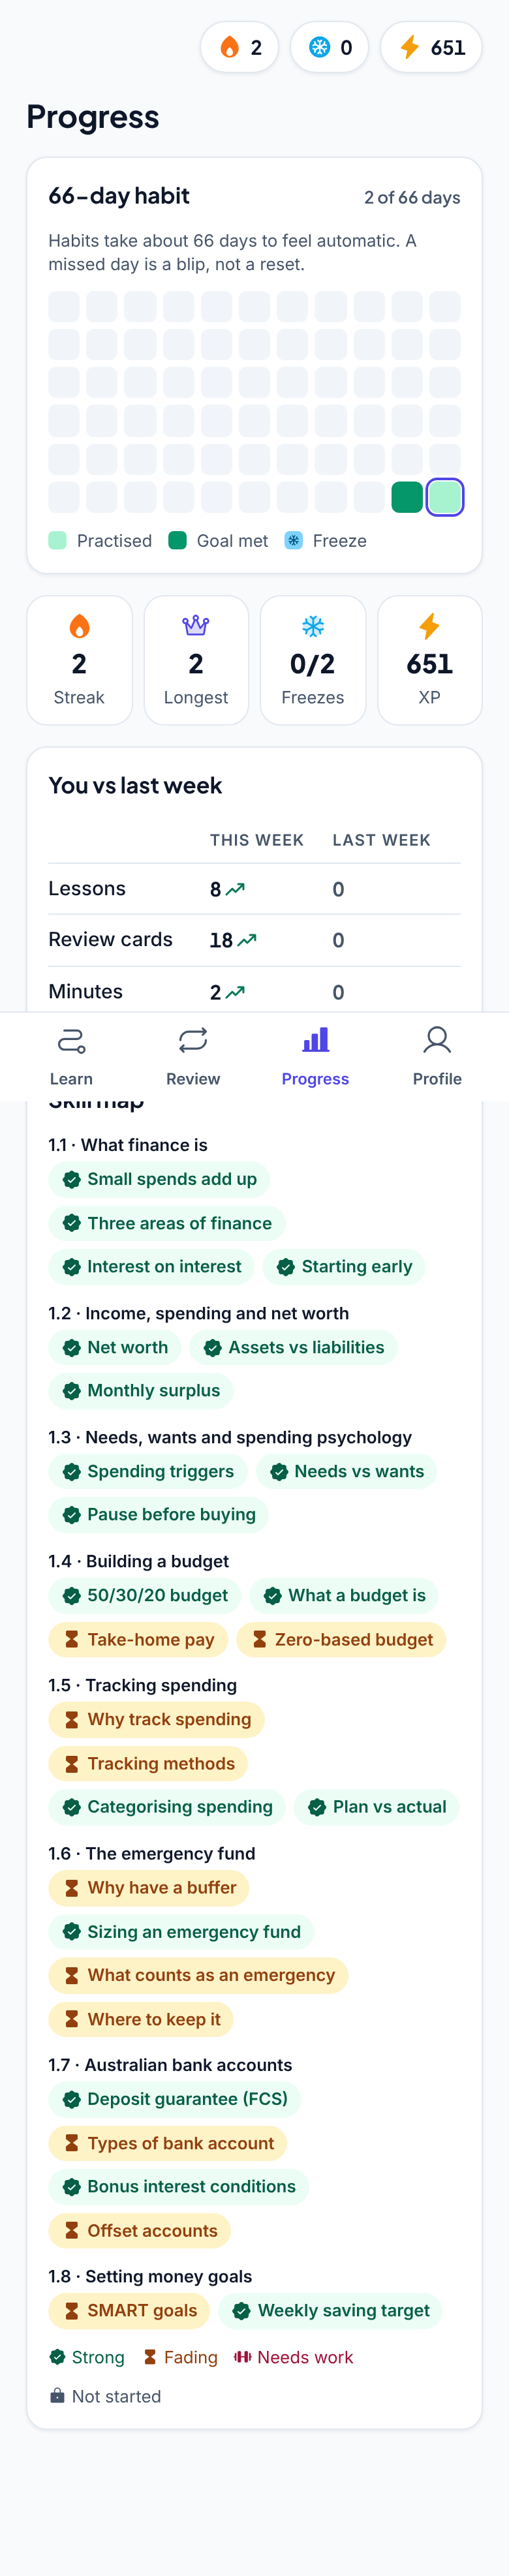 2 0 651
Progress
66-day habit 2 of 66 days
Habits take about 66 days to feel automatic. A
missed day is a blip, not a reset.
Practised Goal met Freeze
2 2 0/2 651
Streak Longest Freezes XP
You vs last week
THIS WEEK LAST WEEK
Lessons 8 0
Review cards 18 0
Minutes 2 0
Learn Review Progress Profile
Skill map
1.1 · What finance is
Small spends add up
Three areas of finance
Interest on interest Starting early
1.2 · Income, spending and net worth
Net worth Assets vs liabilities
Monthly surplus
1.3 · Needs, wants and spending psychology
Spending triggers Needs vs wants
Pause before buying
1.4 · Building a budget
50/30/20 budget What a budget is
Take-home pay Zero-based budget
1.5 · Tracking spending
Why track spending
Tracking methods
Categorising spending Plan vs actual
1.6 · The emergency fund
Why have a buffer
Sizing an emergency fund
What counts as an emergency
Where to keep it
1.7 · Australian bank accounts
Deposit guarantee (FCS)
Types of bank account
Bonus interest conditions
Offset accounts
1.8 · Setting money goals
SMART goals Weekly saving target
Strong Fading Needs work
Not started